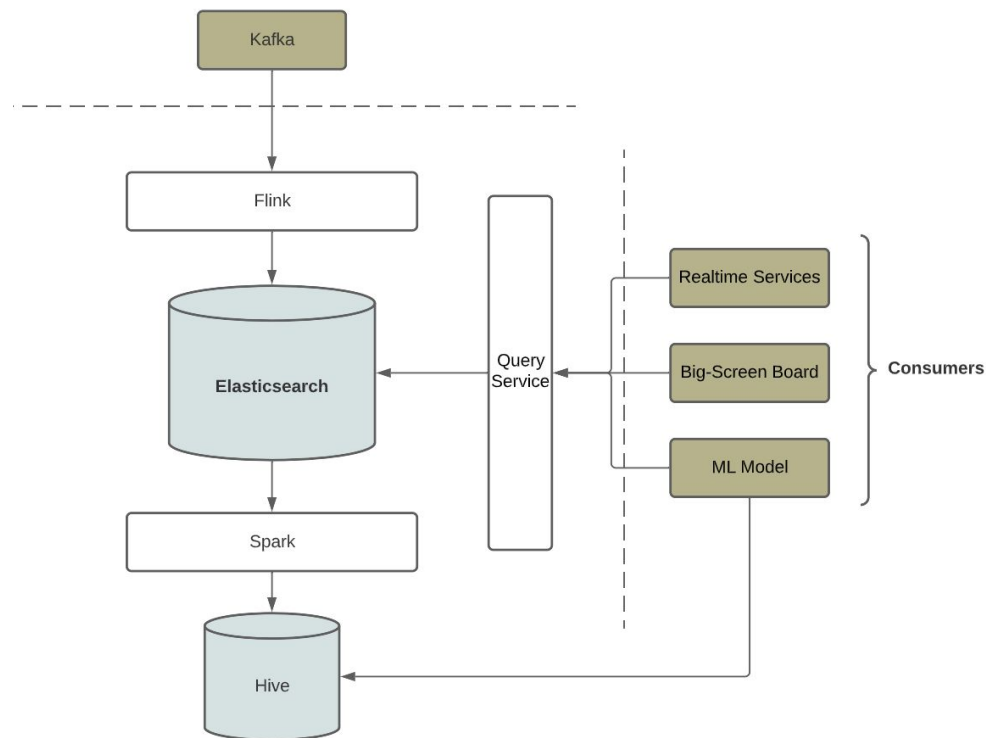 Kafka
Flink
Elasticsearch
Spark
Hive
Query
Service
Realtime Services
Big-Screen Board
ML Model
Consumers